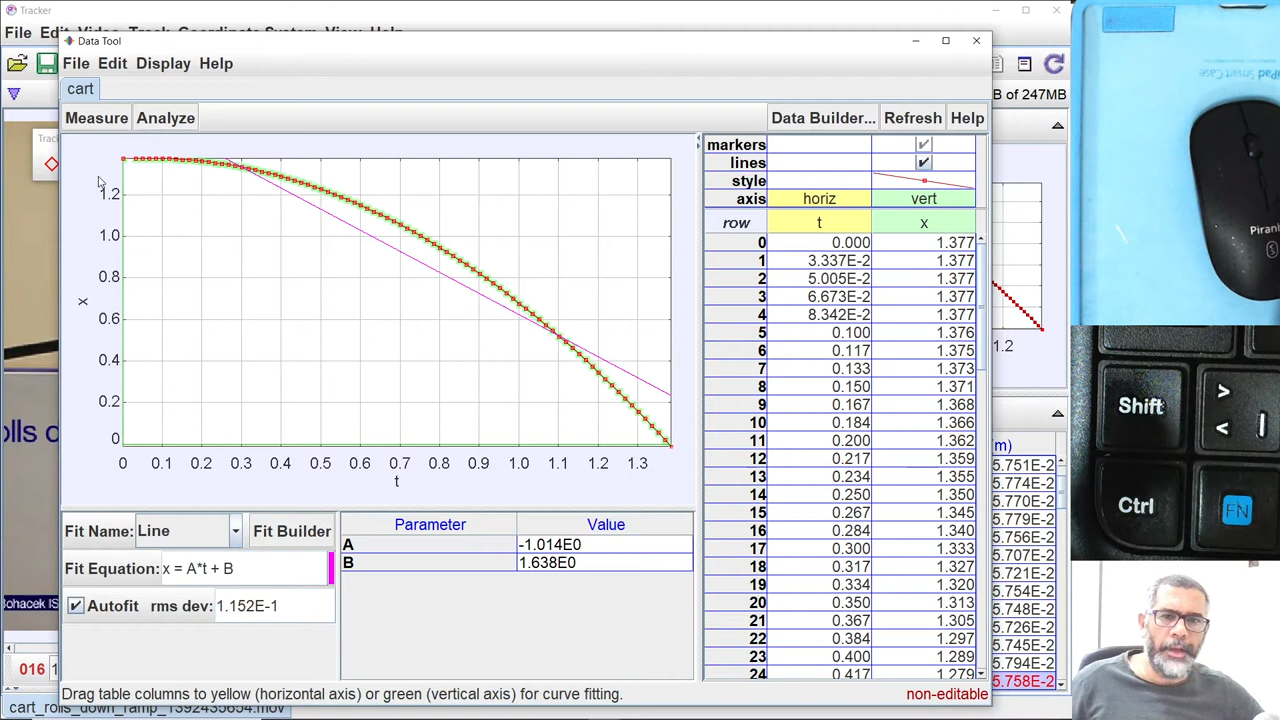 Tracker
File Edit Video Track Coordinate System View Help
Data Tool
File Edit Display Help
B of 247MB
cart
Measure Analyze
Data Builder... Refresh Help
Track
markers
lines
style
axis horiz vert
row t x
0 0.000 1.377
1 3.337E-2 1.377
2 5.005E-2 1.377
3 6.673E-2 1.377
4 8.342E-2 1.377
5 0.100 1.376
6 0.117 1.375
7 0.133 1.373
8 0.150 1.371
9 0.167 1.368
10 0.184 1.366
11 0.200 1.362
12 0.217 1.359
13 0.234 1.355
14 0.250 1.350
15 0.267 1.345
16 0.284 1.340
17 0.300 1.333
18 0.317 1.327
19 0.334 1.320
20 0.350 1.313
21 0.367 1.305
22 0.384 1.297
23 0.400 1.289
24 0.417 1.281
1.2
1.0
0.8
x
0.6
0.4
0.2
0
0 0.1 0.2 0.3 0.4 0.5 0.6 0.7 0.8 0.9 1.0 1.1 1.2 1.3
t
Fit Name: Line Fit Builder
Fit Equation: x = A*t + B
Autofit rms dev: 1.152E-1
Parameter Value
A -1.014E0
B 1.638E0
Drag table columns to yellow (horizontal axis) or green (vertical axis) for curve fitting.
non-editable
1.2
(m)
5.751E-2
5.774E-2
5.770E-2
5.779E-2
5.756E-2
5.707E-2
5.721E-2
5.754E-2
5.748E-2
5.726E-2
5.745E-2
5.794E-2
5.758E-2
olls o
Bohacek IS
016 1
cart_rolls_down_ramp_1392435654.mov
iPad Smart Case
Piranh
Shift
>
<
|
Ctrl
FN